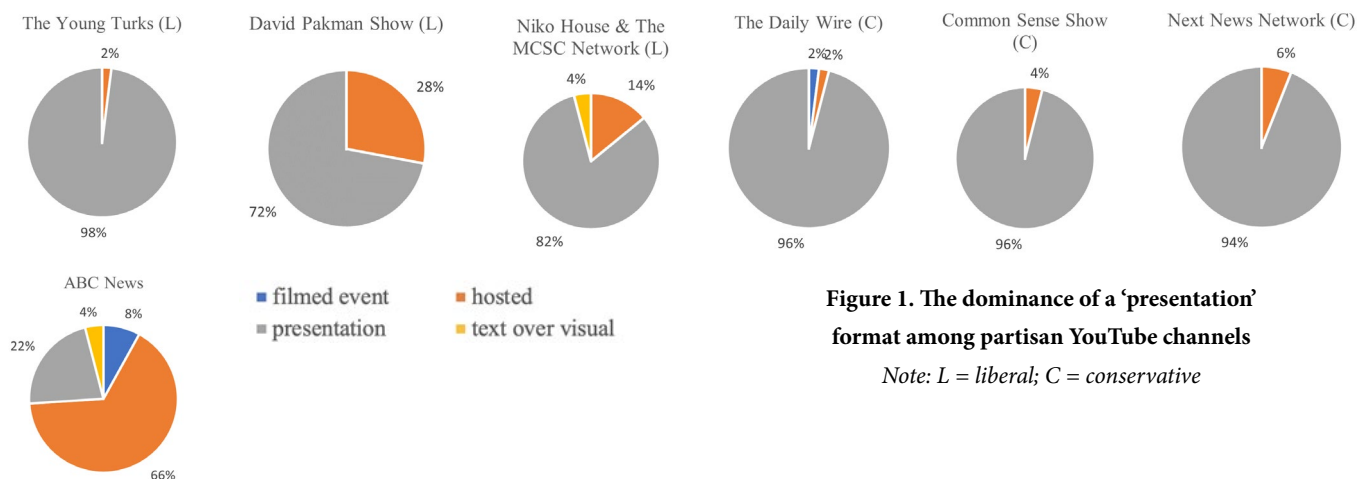 The Young Turks (L)
2%
98%
David Pakman Show (L)
28%
72%
Niko House & The
MCSC Network (L)
4%
14%
82%
The Daily Wire (C)
2%
2%
96%
Common Sense Show
(C)
4%
96%
Next News Network (C)
6%
94%
ABC News
4%
8%
22%
66%
filmed event
hosted
presentation
text over visual
Figure 1. The dominance of a ‘presentation’
format among partisan YouTube channels
Note: L = liberal; C = conservative